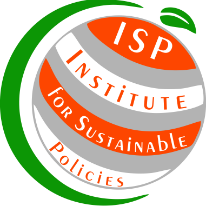 ISP
Institute
for Sustainable
Policies